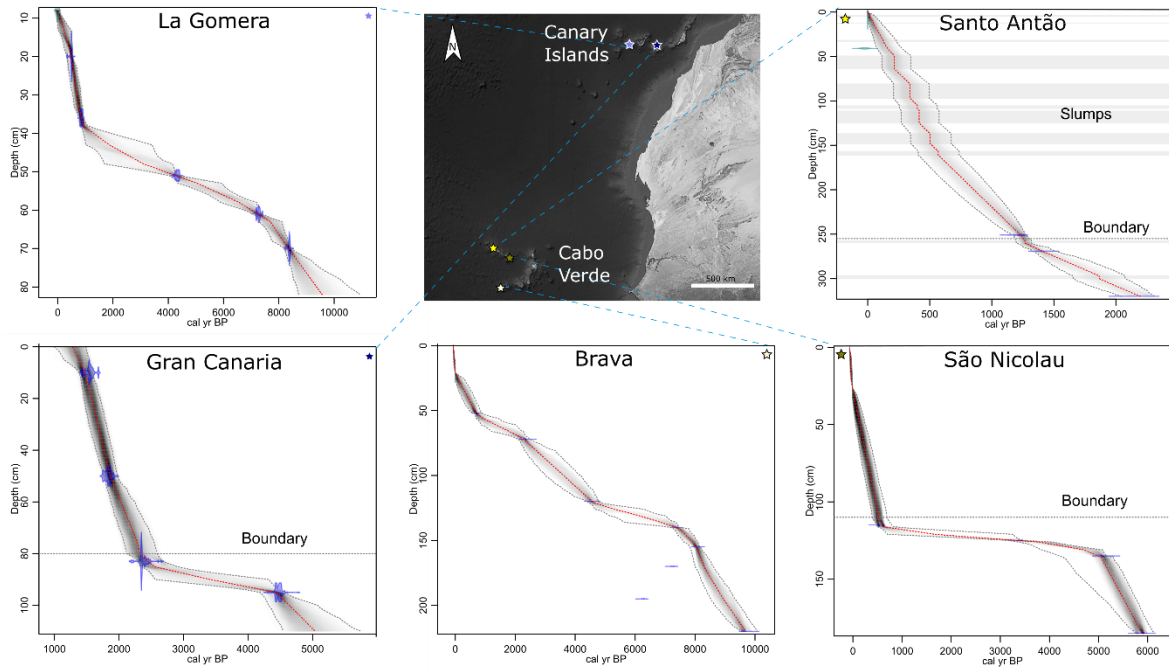 La Gomera
10
20
30
40
50
60
70
80
Depth (cm)
0
2000
4000
6000
8000
10000
cal yr BP
Canary
Islands
N
Cabo
Verde
500 km
Santo Antão
0
50
100
150
200
250
300
Depth (cm)
Slumps
Boundary
0
500
1000
1500
2000
cal yr BP
Gran Canaria
0
20
40
60
80
100
Depth (cm)
Boundary
1000
2000
3000
4000
5000
cal yr BP
Brava
0
50
100
150
200
Depth (cm)
0
2000
4000
6000
8000
10000
cal yr BP
São Nicolau
0
50
100
150
Depth (cm)
Boundary
0
1000
2000
3000
4000
5000
6000
cal yr BP